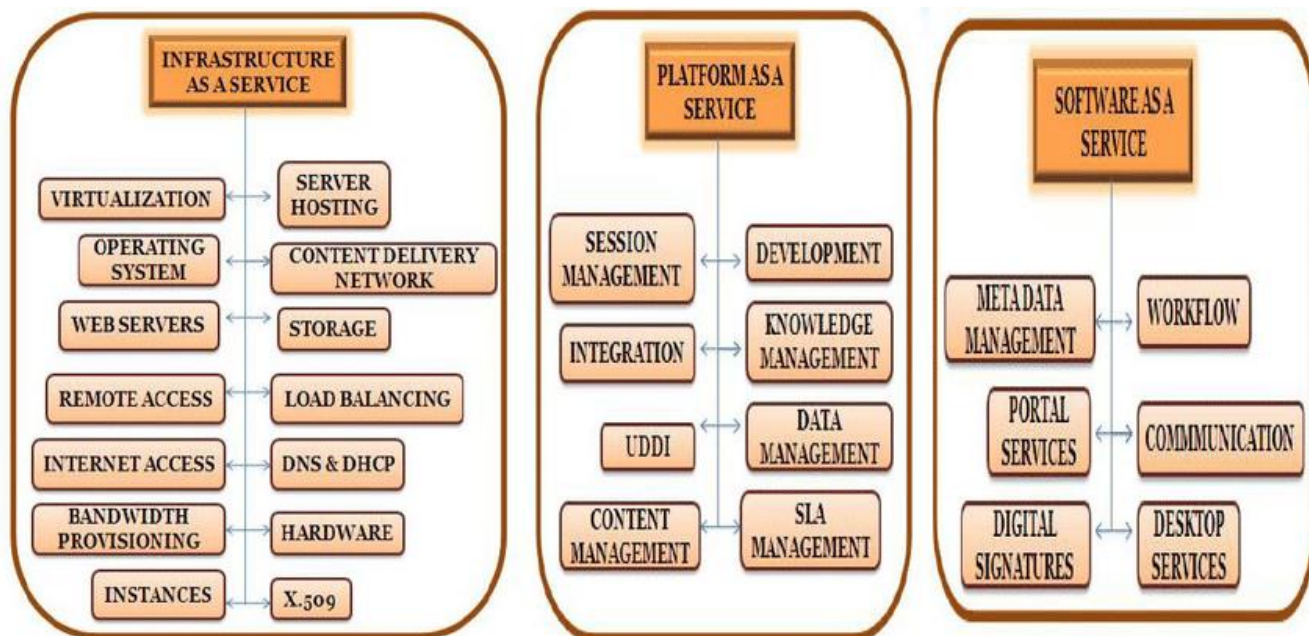 INFRASTRUCTURE
AS A SERVICE
VIRTUALIZATION
SERVER
HOSTING
OPERATING
SYSTEM
CONTENT DELIVERY
NETWORK
WEB SERVERS
STORAGE
REMOTE ACCESS
LOAD BALANCING
INTERNET ACCESS
DNS & DHCP
BANDWIDTH
PROVISIONING
HARDWARE
INSTANCES
X.509
PLATFORM AS A
SERVICE
SESSION
MANAGEMENT
DEVELOPMENT
INTEGRATION
KNOWLEDGE
MANAGEMENT
UDDI
DATA
MANAGEMENT
CONTENT
MANAGEMENT
SLA
MANAGEMENT
SOFTWARE AS A
SERVICE
META DATA
MANAGEMENT
WORKFLOW
PORTAL
SERVICES
COMMMUNICATION
DIGITAL
SIGNATURES
DESKTOP
SERVICES